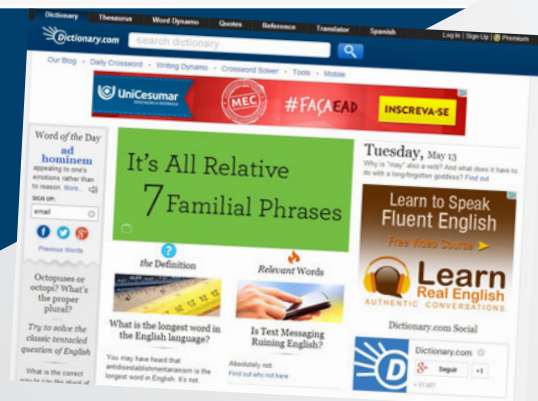 Dictionary
Thesaurus
Word Dynamo
Quotes
Reference
Translator
Spanish
Log In | Sign Up | Premium
Dictionary.com
search dictionary
Our Blog • Daily Crossword • Writing Dynamo • Crossword Solver • Tools • Mobile
UniCesumar
EDUCAÇÃO A DISTÂNCIA
MEC
#FAÇAEAD
INSCREVA-SE
Word of the Day
ad
hominem
appealing to one's
emotions rather than
to reason. More...
SIGN UP:
email
Previous Words
Octopuses or
octopi? What's
the proper
plural?
Try to solve the
classic tentacled
question of English
What is the correct
It's All Relative
7 Familial Phrases
the Definition
What is the longest word in
the English language?
You may have heard that
antidisestablishmentarianism is the
longest word in English. It's not.
Relevant Words
Is Text Messaging
Ruining English?
Absolutely not.
Find out why not here
Tuesday, May 13
Why is "may" also a verb? And what does it have to
do with a long-forgotten goddess? Find out
Learn to Speak
Fluent English
Free Video Course
Learn
Real English
AUTHENTIC CONVERSATIONS
Dictionary.com Social
Dictionary.com
Seguir
+1